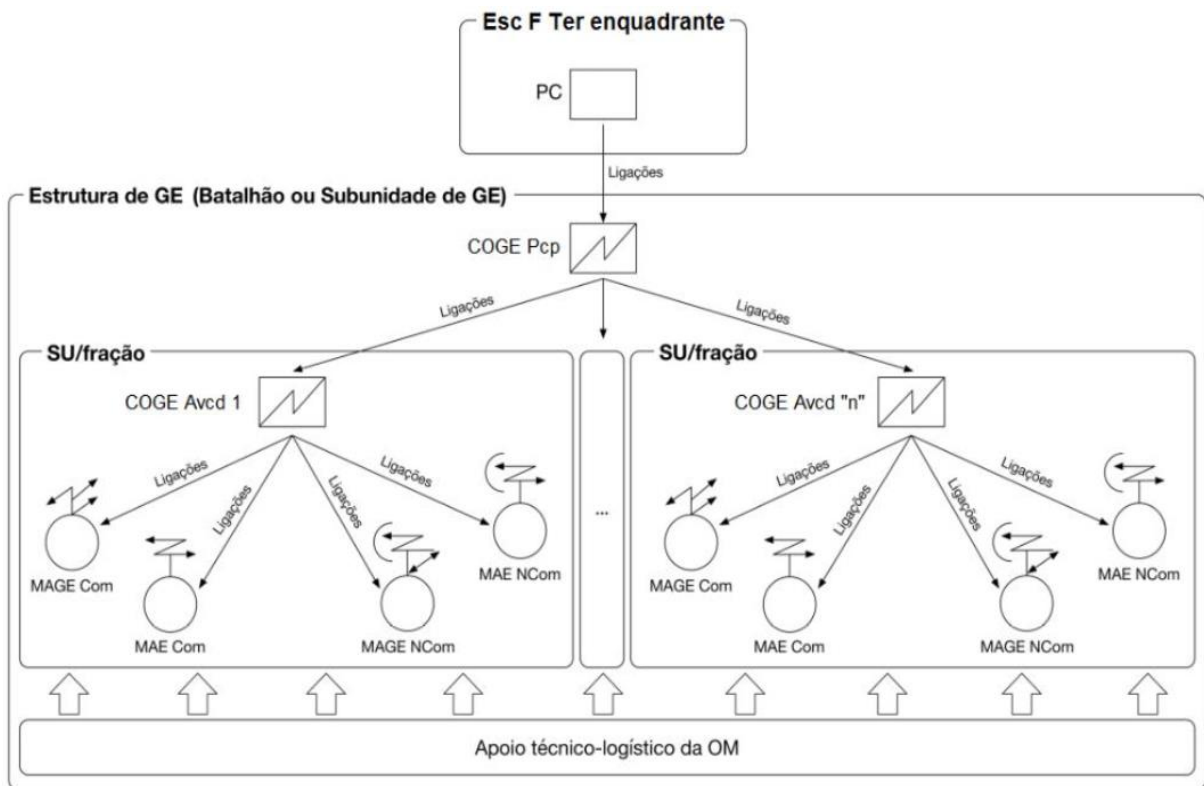 Esc F Ter enquadrante
PC
Ligações
Estrutura de GE (Batalhão ou Subunidade de GE)
COGE Pcp
Ligações
Ligações
SU/fração
COGE Avcd 1
Ligações
Ligações
Ligações
Ligações
MAGE Com
MAE Com
MAGE NCom
MAE NCom
...
SU/fração
COGE Avcd "n"
Ligações
Ligações
Ligações
Ligações
MAGE Com
MAE Com
MAGE NCom
MAE NCom
Apoio técnico-logístico da OM